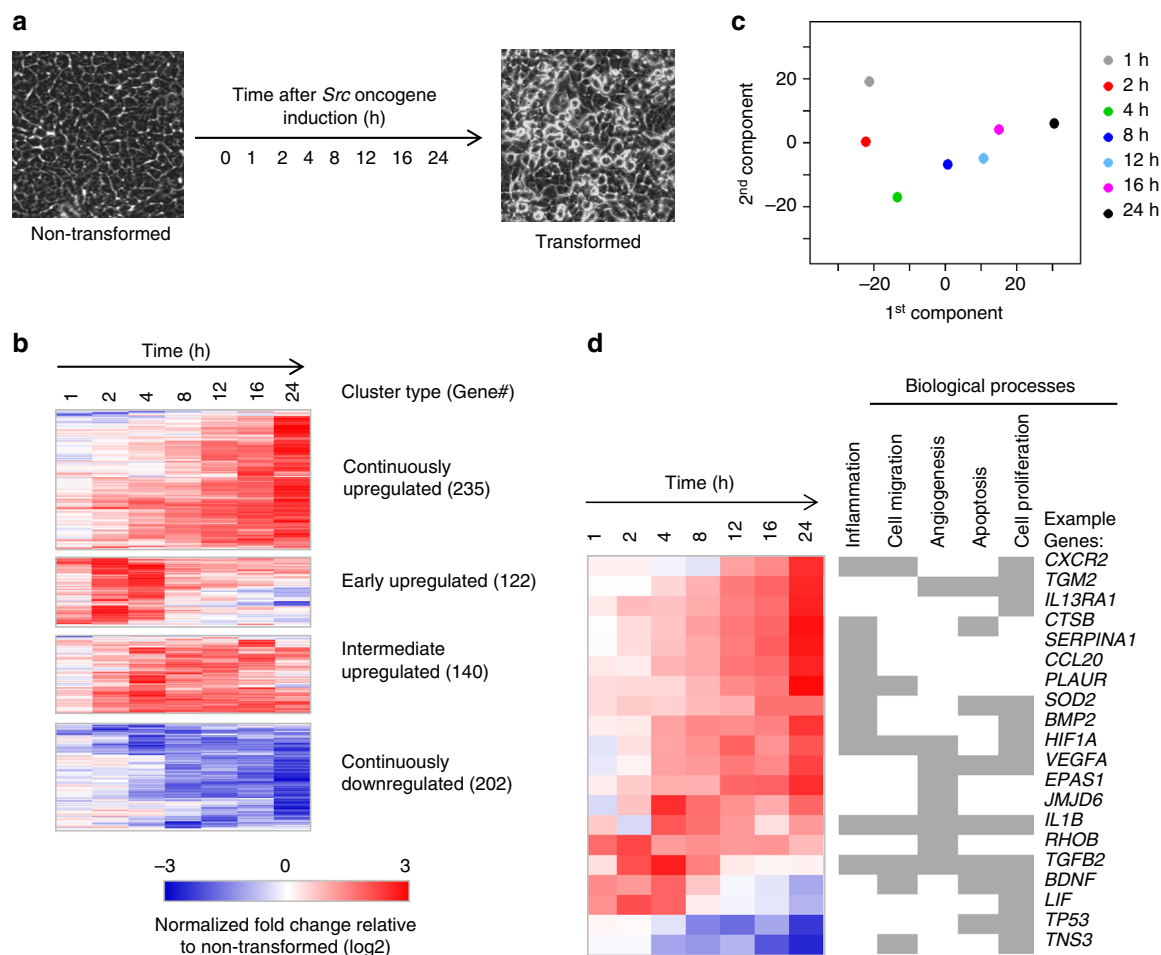 a
Time after Src oncogene
induction (h)
0 1 2 4 8 12 16 24
Non-transformed
Transformed
c
2nd component
20
0
–20
–20 0 20
1st component
1 h
2 h
4 h
8 h
12 h
16 h
24 h
b
Time (h)
1 2 4 8 12 16 24
Cluster type (Gene#)
Continuously
upregulated (235)
Early upregulated (122)
Intermediate
upregulated (140)
Continuously
downregulated (202)
–3 0 3
Normalized fold change relative
to non-transformed (log2)
d
Biological processes
Time (h)
1 2 4 8 12 16 24
Inflammation
Cell migration
Angiogenesis
Apoptosis
Cell proliferation
Example
Genes:
CXCR2
TGM2
IL13RA1
CTSB
SERPINA1
CCL20
PLAUR
SOD2
BMP2
HIF1A
VEGFA
EPAS1
JMJD6
IL1B
RHOB
TGFB2
BDNF
LIF
TP53
TNS3